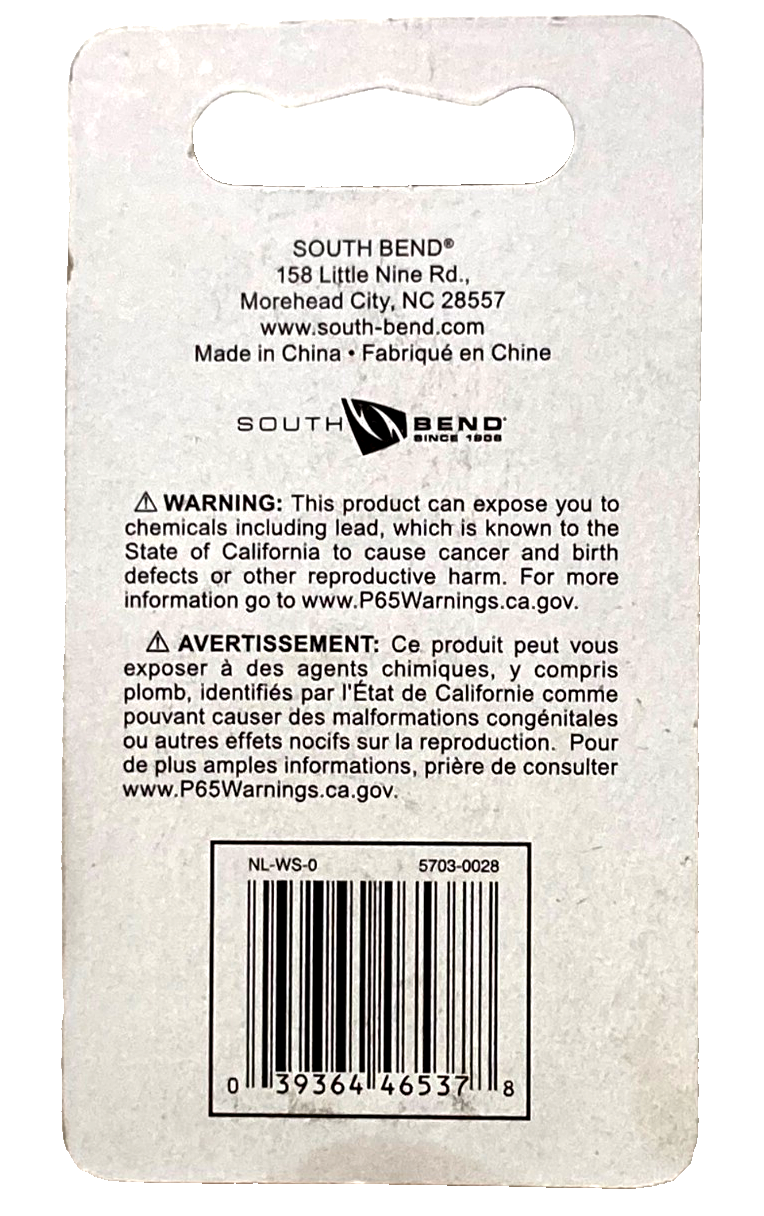 SOUTH BEND®
158 Little Nine Rd.,
Morehead City, NC 28557
www.south-bend.com
Made in China • Fabriqué en Chine
SOUTH BEND
SINCE 1906
⚠ WARNING: This product can expose you to
chemicals including lead, which is known to the
State of California to cause cancer and birth
defects or other reproductive harm. For more
information go to www.P65Warnings.ca.gov.
⚠ AVERTISSEMENT: Ce produit peut vous
exposer à des agents chimiques, y compris
plomb, identifiés par l'État de Californie comme
pouvant causer des malformations congénitales
ou autres effets nocifs sur la reproduction. Pour
de plus amples informations, prière de consulter
www.P65Warnings.ca.gov.
NL-WS-0 5703-0028
0 39364 46537 8